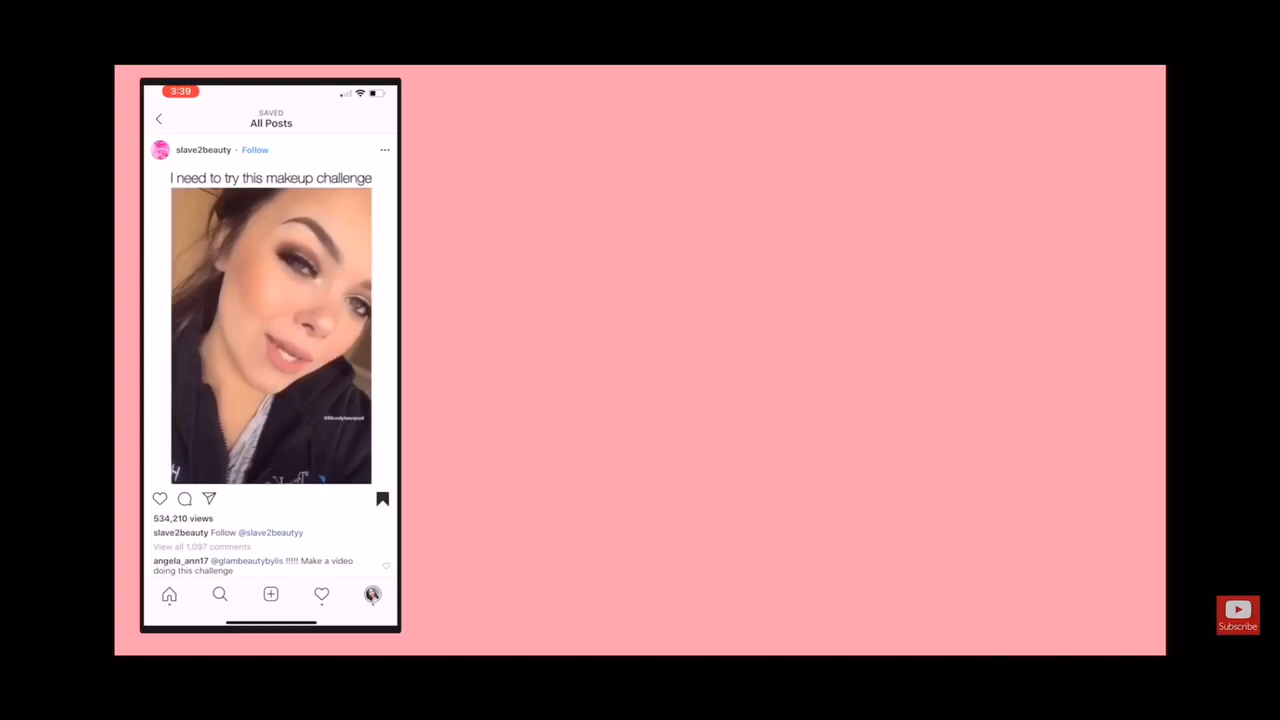 3:39
SAVED
All Posts
slave2beauty · Follow
I need to try this makeup challenge
534,210 views
slave2beauty Follow @slave2beautyy
View all 1,097 comments
angela_ann17 @glambeautybylis !!!!! Make a video
doing this challenge
Subscribe